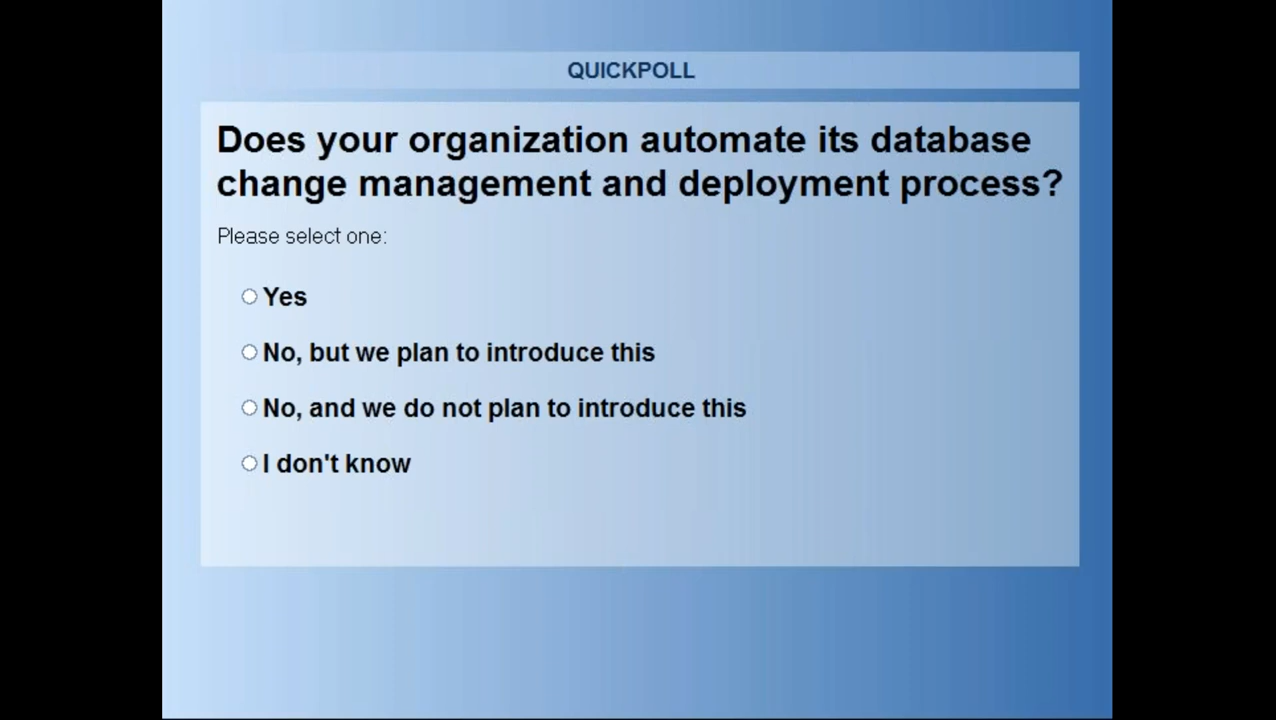 QUICKPOLL
Does your organization automate its database
change management and deployment process?
Please select one:
Yes
No, but we plan to introduce this
No, and we do not plan to introduce this
I don't know